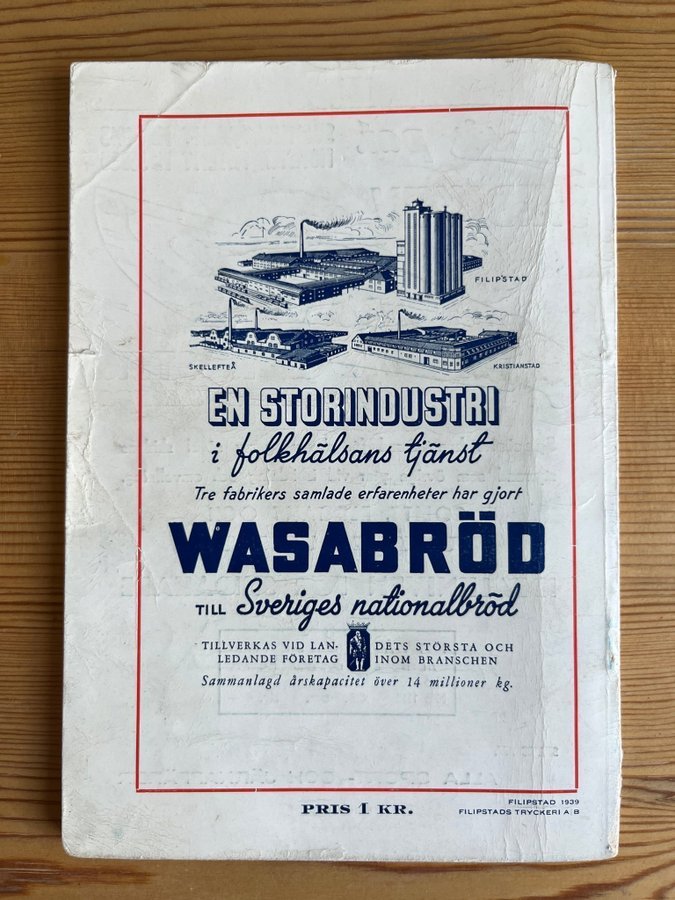 FILIPSTAD
SKELLEFTEÅ
KRISTIANSTAD
EN STORINDUSTRI
i folkhälsans tjänst
Tre fabrikers samlade erfarenheter har gjort
WASABRÖD
TILL Sveriges nationalbröd
TILLVERKAS VID LANDETS STÖRSTA OCH
LEDANDE FÖRETAG INOM BRANSCHEN
Sammanlagd årskapacitet över 14 millioner kg.
PRIS 1 KR.
FILIPSTAD 1939
FILIPSTADS TRYCKERI A.B